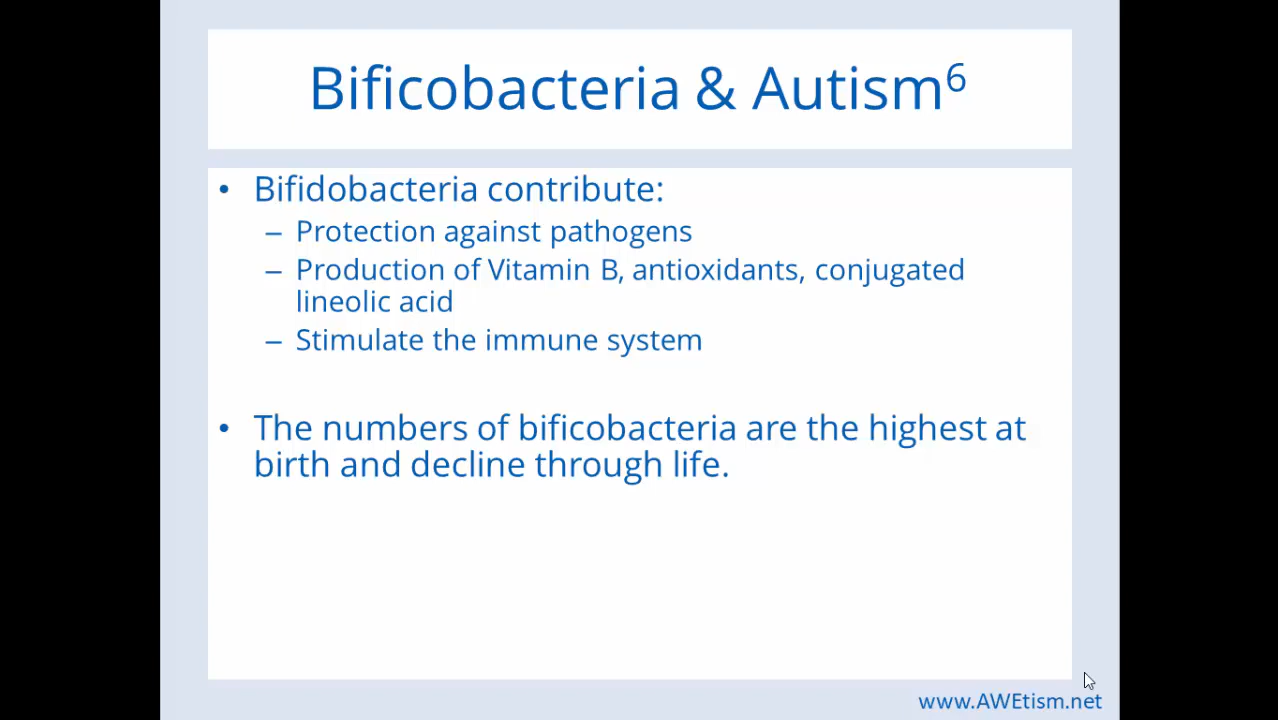 Bificobacteria & Autism6
• Bifidobacteria contribute:
– Protection against pathogens
– Production of Vitamin B, antioxidants, conjugated
lineolic acid
– Stimulate the immune system
• The numbers of bificobacteria are the highest at
birth and decline through life.
www.AWEtism.net